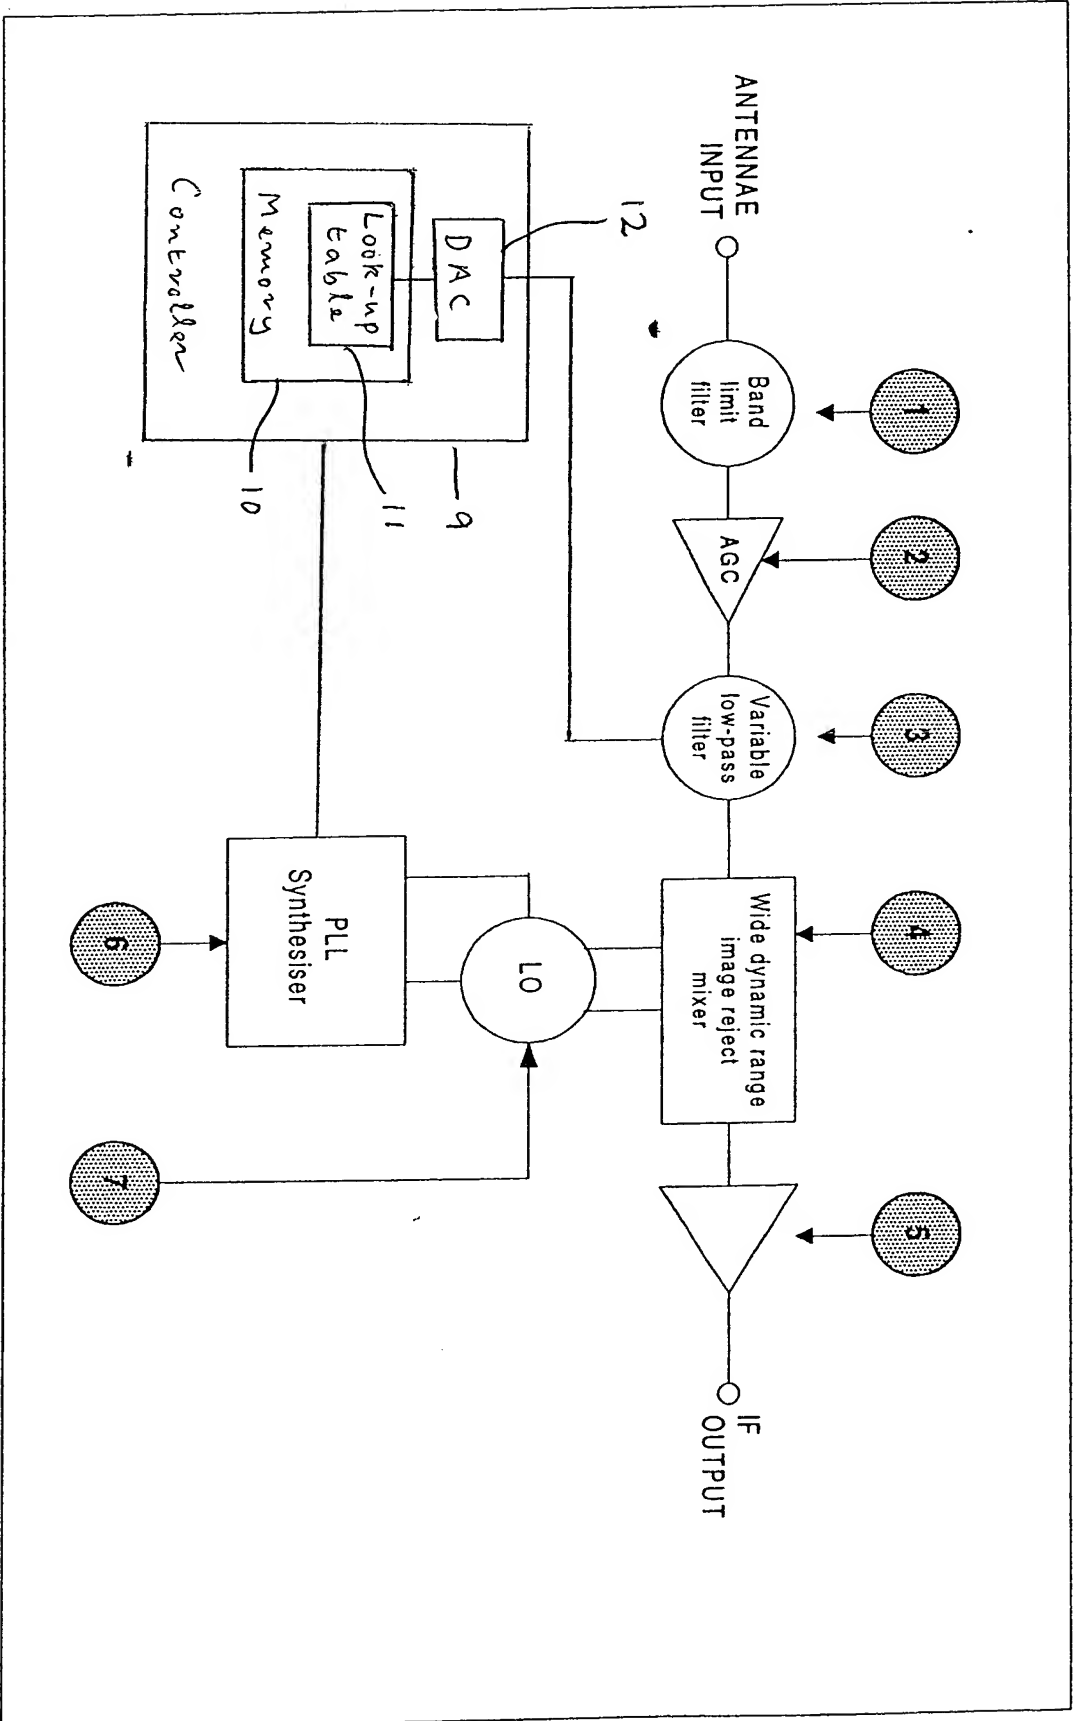 1
2
3
4
5
ANTENNAE
INPUT
Band
limit
filter
AGC
Variable
low-pass
filter
Wide dynamic range
image reject
mixer
IF
OUTPUT
12
DAC
Look-up
table
Memory
Controller
9
11
10
LO
PLL
Synthesiser
6
7